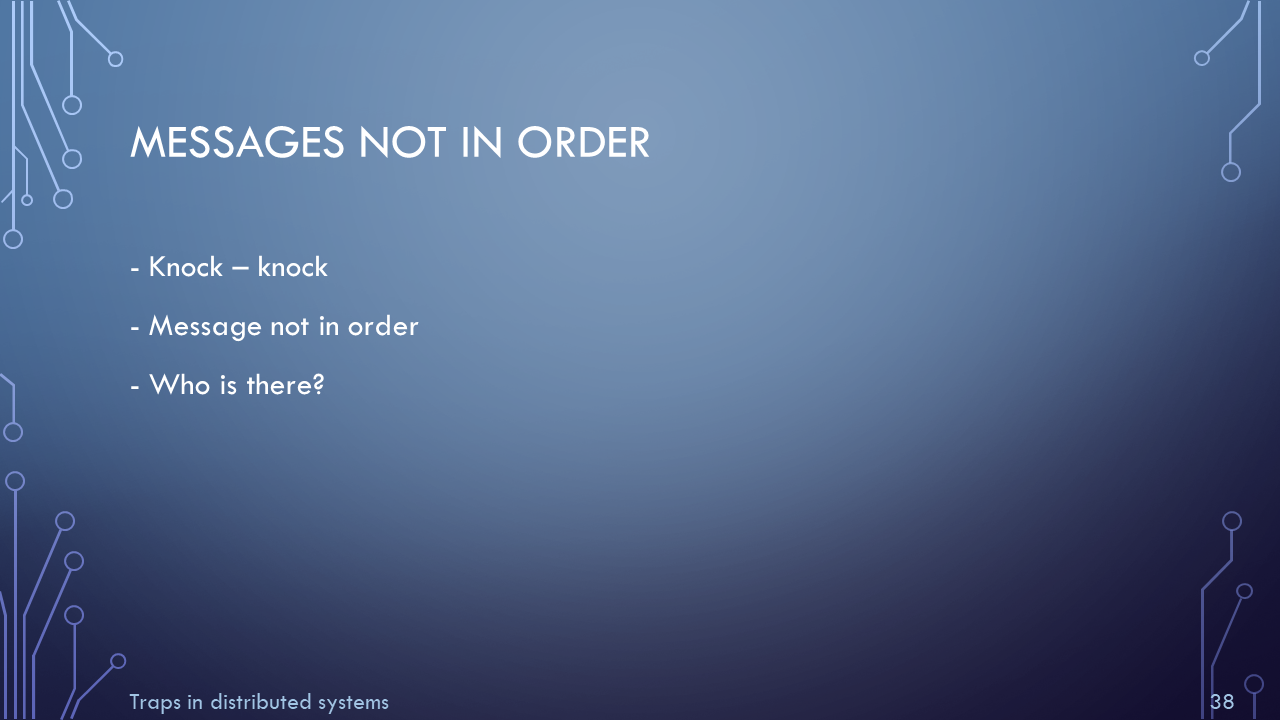 MESSAGES NOT IN ORDER
- Knock – knock
- Message not in order
- Who is there?
Traps in distributed systems
38